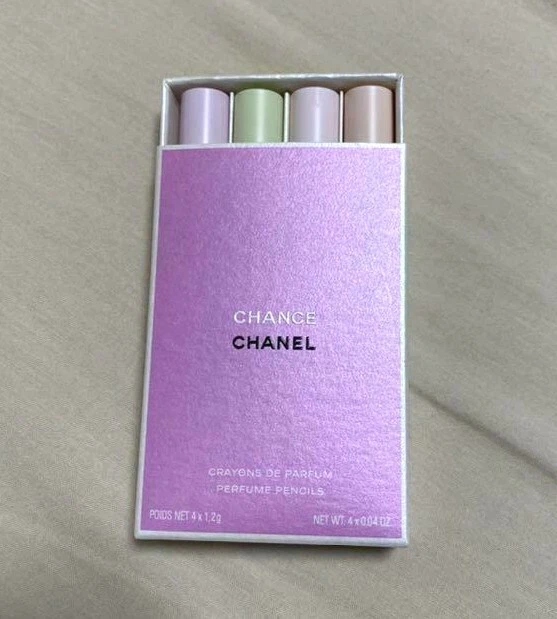 CHANCE
CHANEL
CRAYONS DE PARFUM
PERFUME PENCILS
POIDS NET 4 x 1,2g
NET WT. 4 x 0.04 OZ.